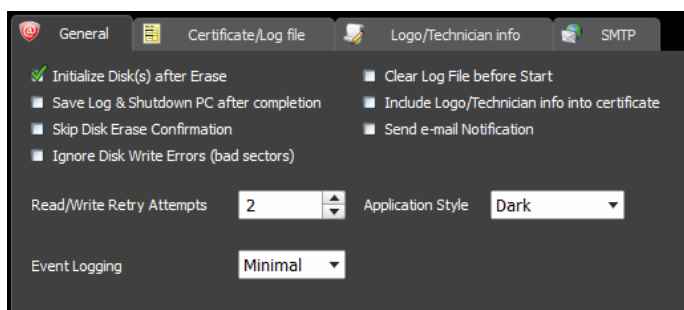 General Certificate/Log file Logo/Technician info SMTP
Initialize Disk(s) after Erase Clear Log File before Start
Save Log & Shutdown PC after completion Include Logo/Technician info into certificate
Skip Disk Erase Confirmation Send e-mail Notification
Ignore Disk Write Errors (bad sectors)
Read/Write Retry Attempts 2 Application Style Dark
Event Logging Minimal